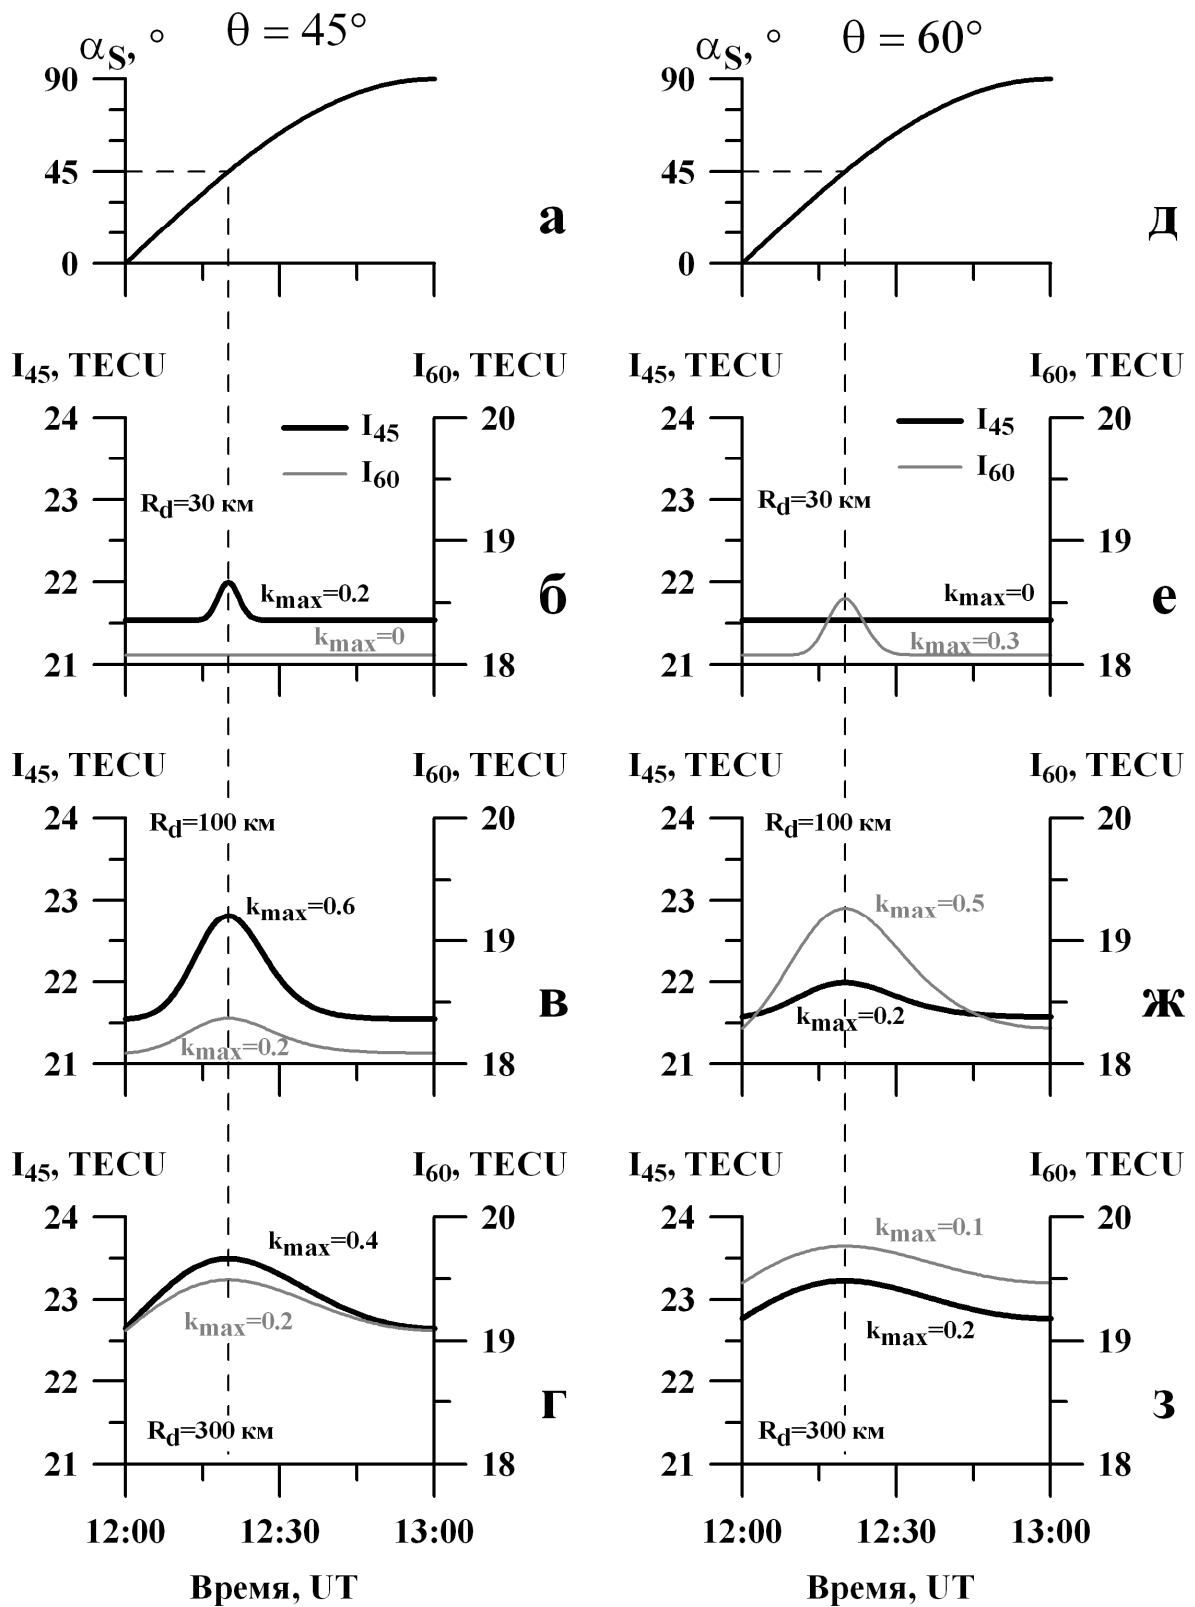 θ = 45°
αS, °
90
45
0
а
θ = 60°
αS, °
90
45
0
д
I45, TECU I60, TECU
24 20
I45
I60
23
Rd=30 км
19
22
kmax=0.2
kmax=0
21 18
б
I45, TECU I60, TECU
24 20
I45
I60
23
Rd=30 км
19
22
kmax=0
kmax=0.3
21 18
е
I45, TECU I60, TECU
24 20
Rd=100 км
23
kmax=0.6
19
22
kmax=0.2
21 18
в
I45, TECU I60, TECU
24 20
Rd=100 км
23
kmax=0.5
19
22
kmax=0.2
21 18
ж
I45, TECU I60, TECU
24 20
kmax=0.4
23
kmax=0.2
19
22
Rd=300 км
21 18
г
12:00 12:30 13:00
Время, UT
I45, TECU I60, TECU
24 20
kmax=0.1
23
kmax=0.2
19
22
Rd=300 км
21 18
з
12:00 12:30 13:00
Время, UT